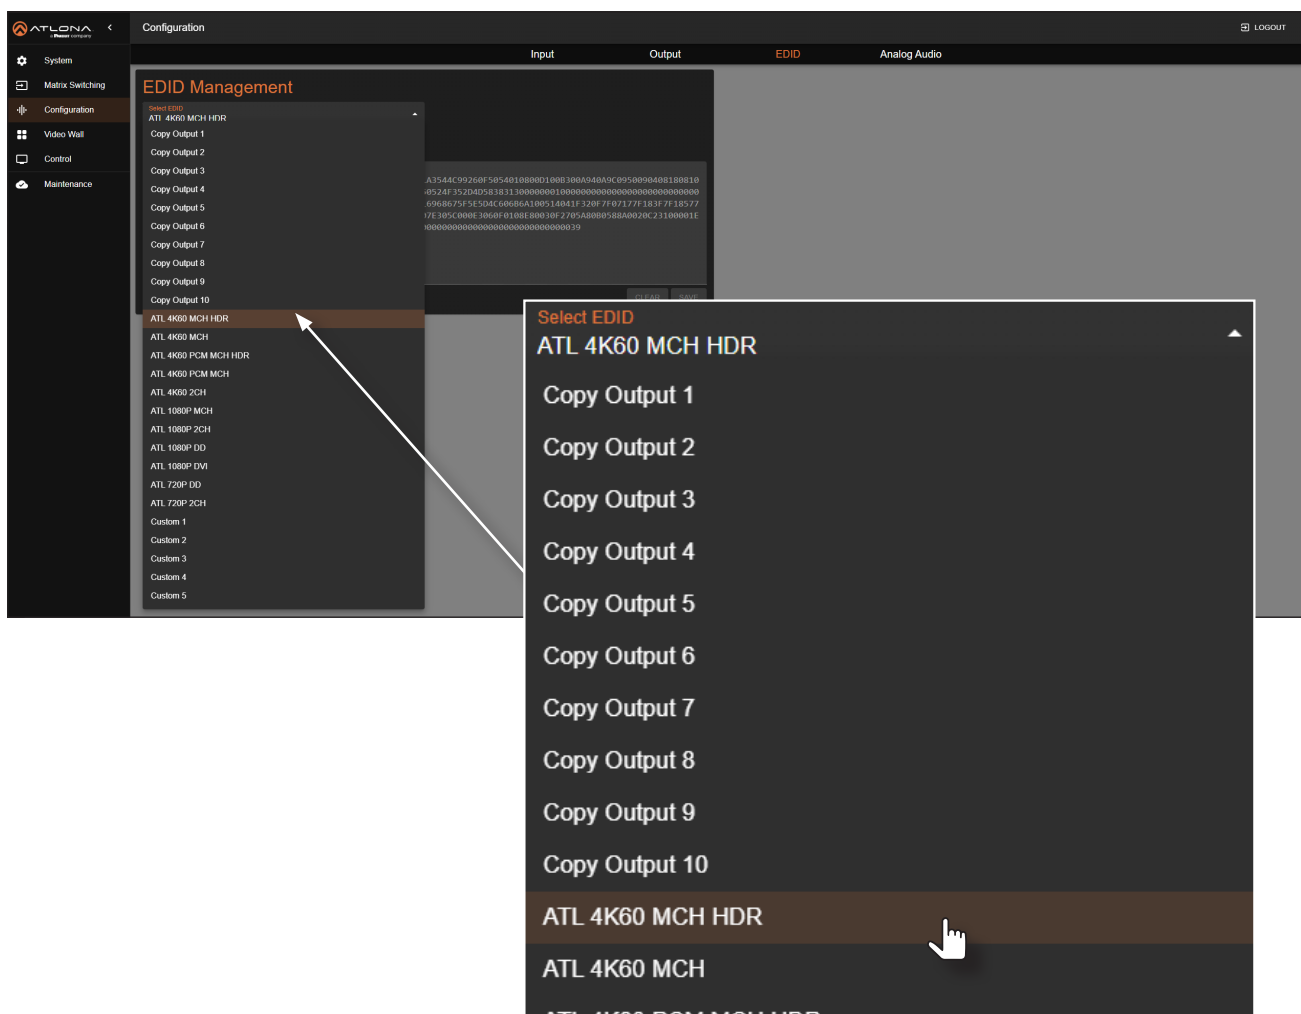 ATLONA
Configuration
LOGOUT
Input
Output
EDID
Analog Audio
System
Matrix Switching
Configuration
Video Wall
Control
Maintenance
EDID Management
Select EDID
ATL 4K60 MCH HDR
Copy Output 1
Copy Output 2
Copy Output 3
Copy Output 4
Copy Output 5
Copy Output 6
Copy Output 7
Copy Output 8
Copy Output 9
Copy Output 10
ATL 4K60 MCH HDR
ATL 4K60 MCH
ATL 4K60 PCM MCH HDR
ATL 4K60 PCM MCH
ATL 4K60 2CH
ATL 1080P MCH
ATL 1080P 2CH
ATL 1080P DD
ATL 1080P DVI
ATL 720P DD
ATL 720P 2CH
Custom 1
Custom 2
Custom 3
Custom 4
Custom 5
CLEAR
SAVE
Select EDID
ATL 4K60 MCH HDR
Copy Output 1
Copy Output 2
Copy Output 3
Copy Output 4
Copy Output 5
Copy Output 6
Copy Output 7
Copy Output 8
Copy Output 9
Copy Output 10
ATL 4K60 MCH HDR
ATL 4K60 MCH
ATL 4K60 PCM MCH HDR